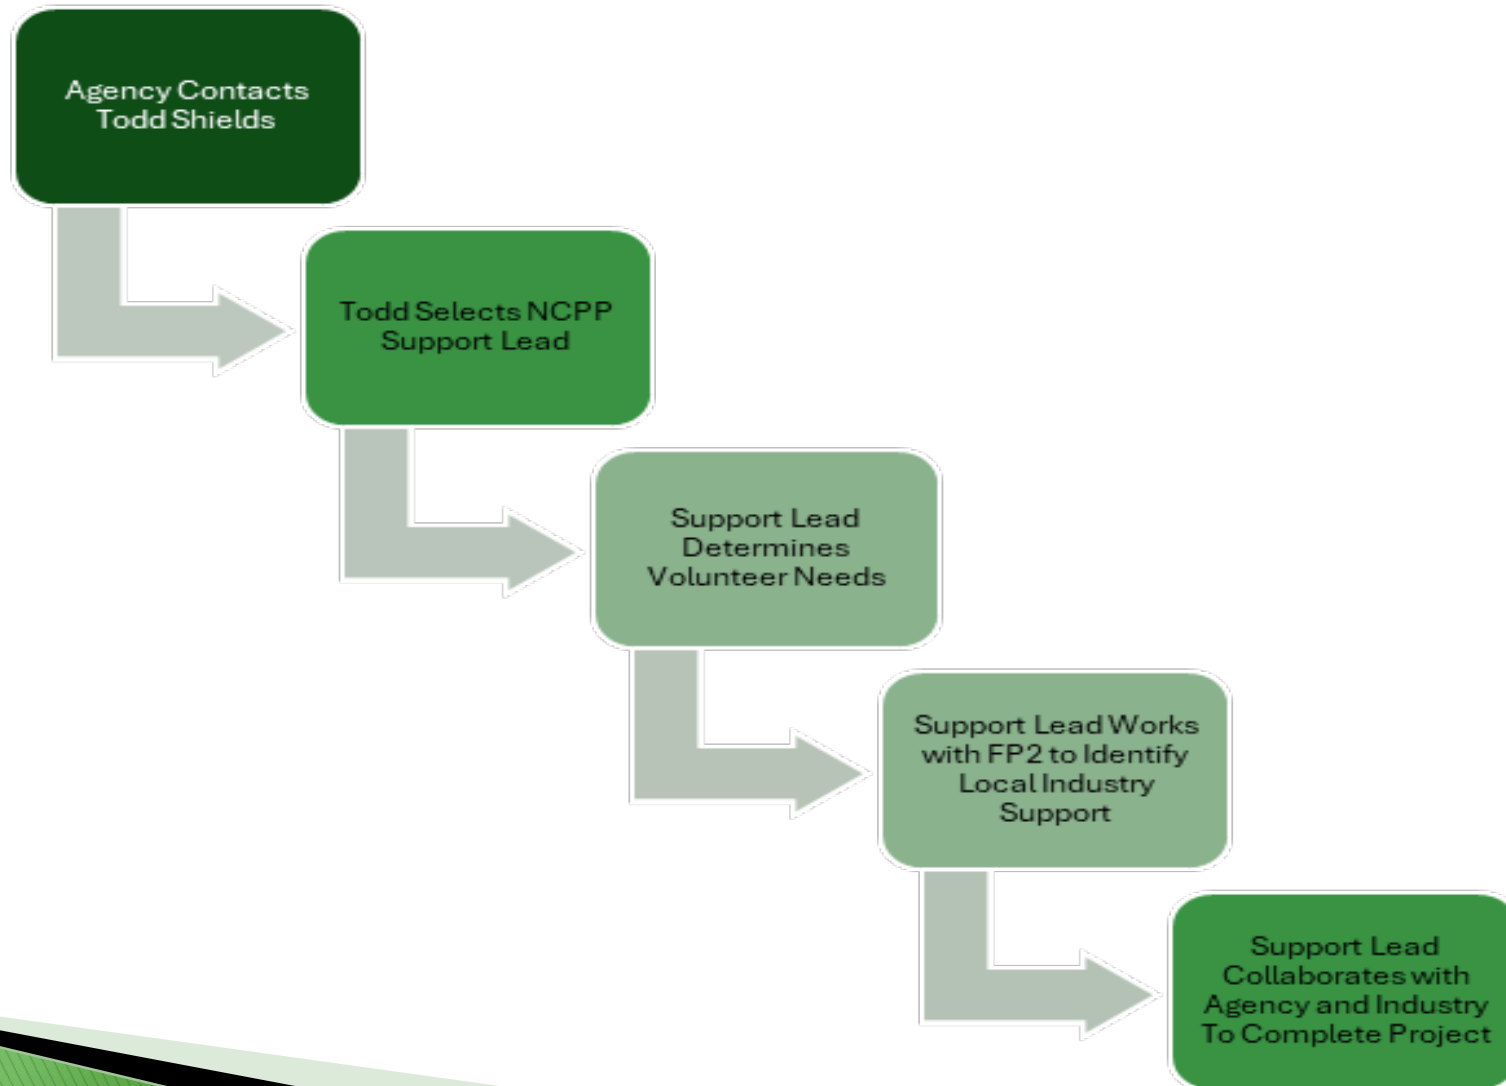 Agency Contacts
Todd Shields
Todd Selects NCPP
Support Lead
Support Lead
Determines
Volunteer Needs
Support Lead Works
with FP2 to Identify
Local Industry
Support
Support Lead
Collaborates with
Agency and Industry
To Complete Project